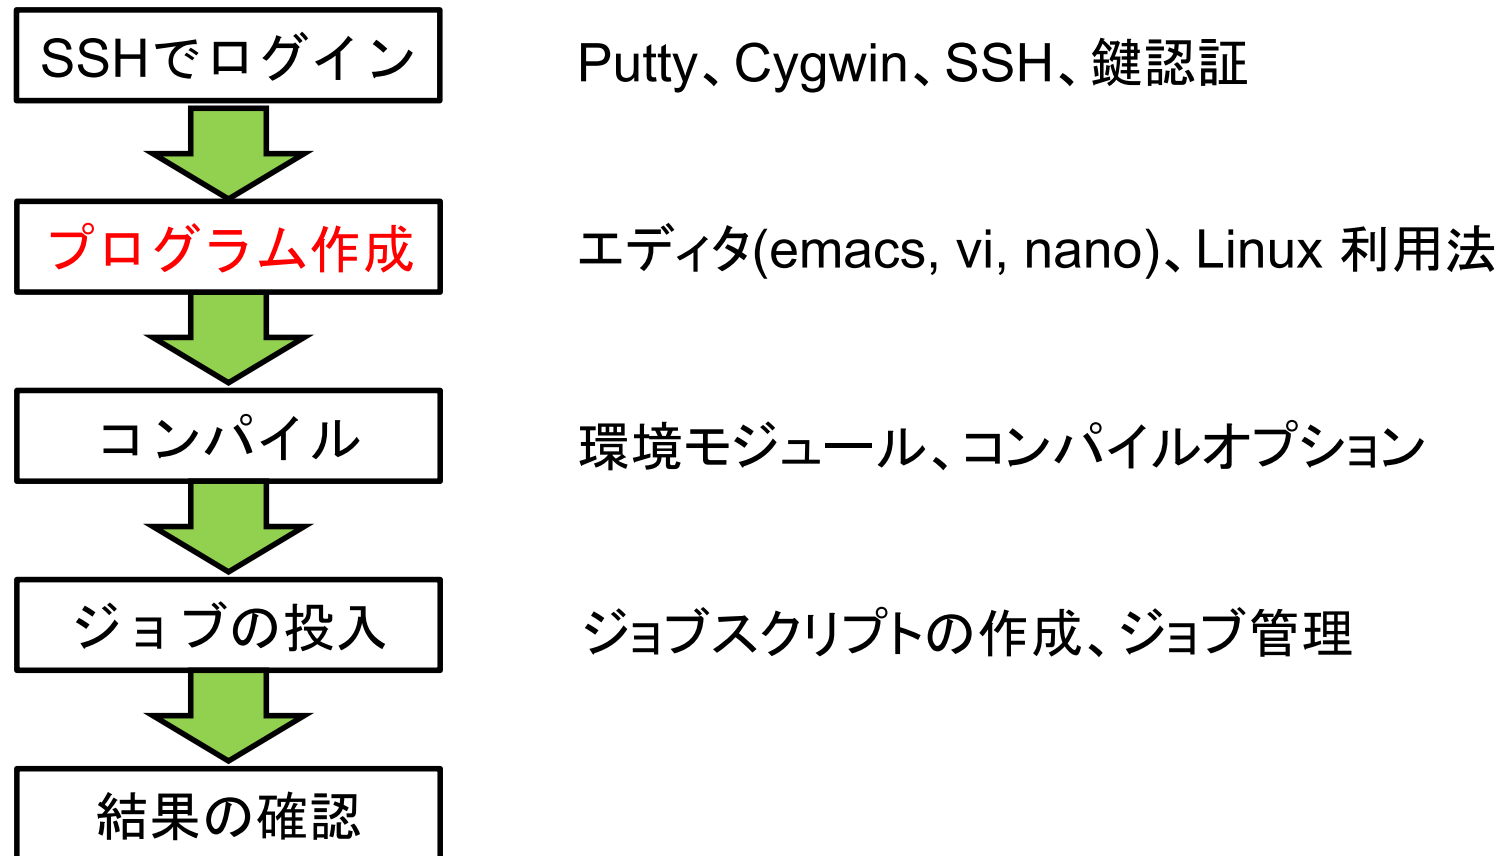 SSHでログイン
Putty、Cygwin、SSH、鍵認証
プログラム作成
エディタ(emacs, vi, nano)、Linux 利用法
コンパイル
環境モジュール、コンパイルオプション
ジョブの投入
ジョブスクリプトの作成、ジョブ管理
結果の確認